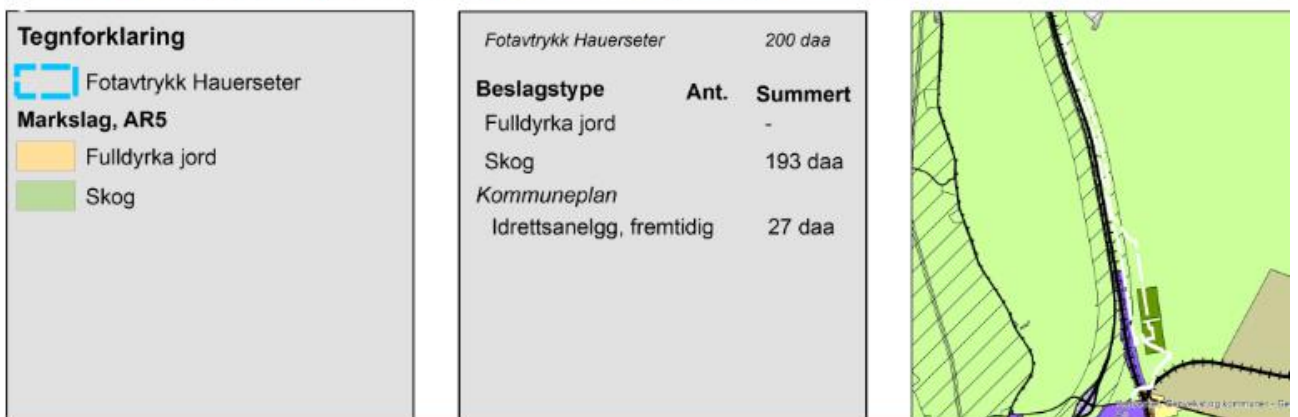 Tegnforklaring
Fotavtrykk Hauerseter
Markslag, AR5
Fulldyrka jord
Skog
Fotavtrykk Hauerseter 200 daa
Beslagstype Ant. Summert
Fulldyrka jord -
Skog 193 daa
Kommuneplan
Idrettsanelgg, fremtidig 27 daa